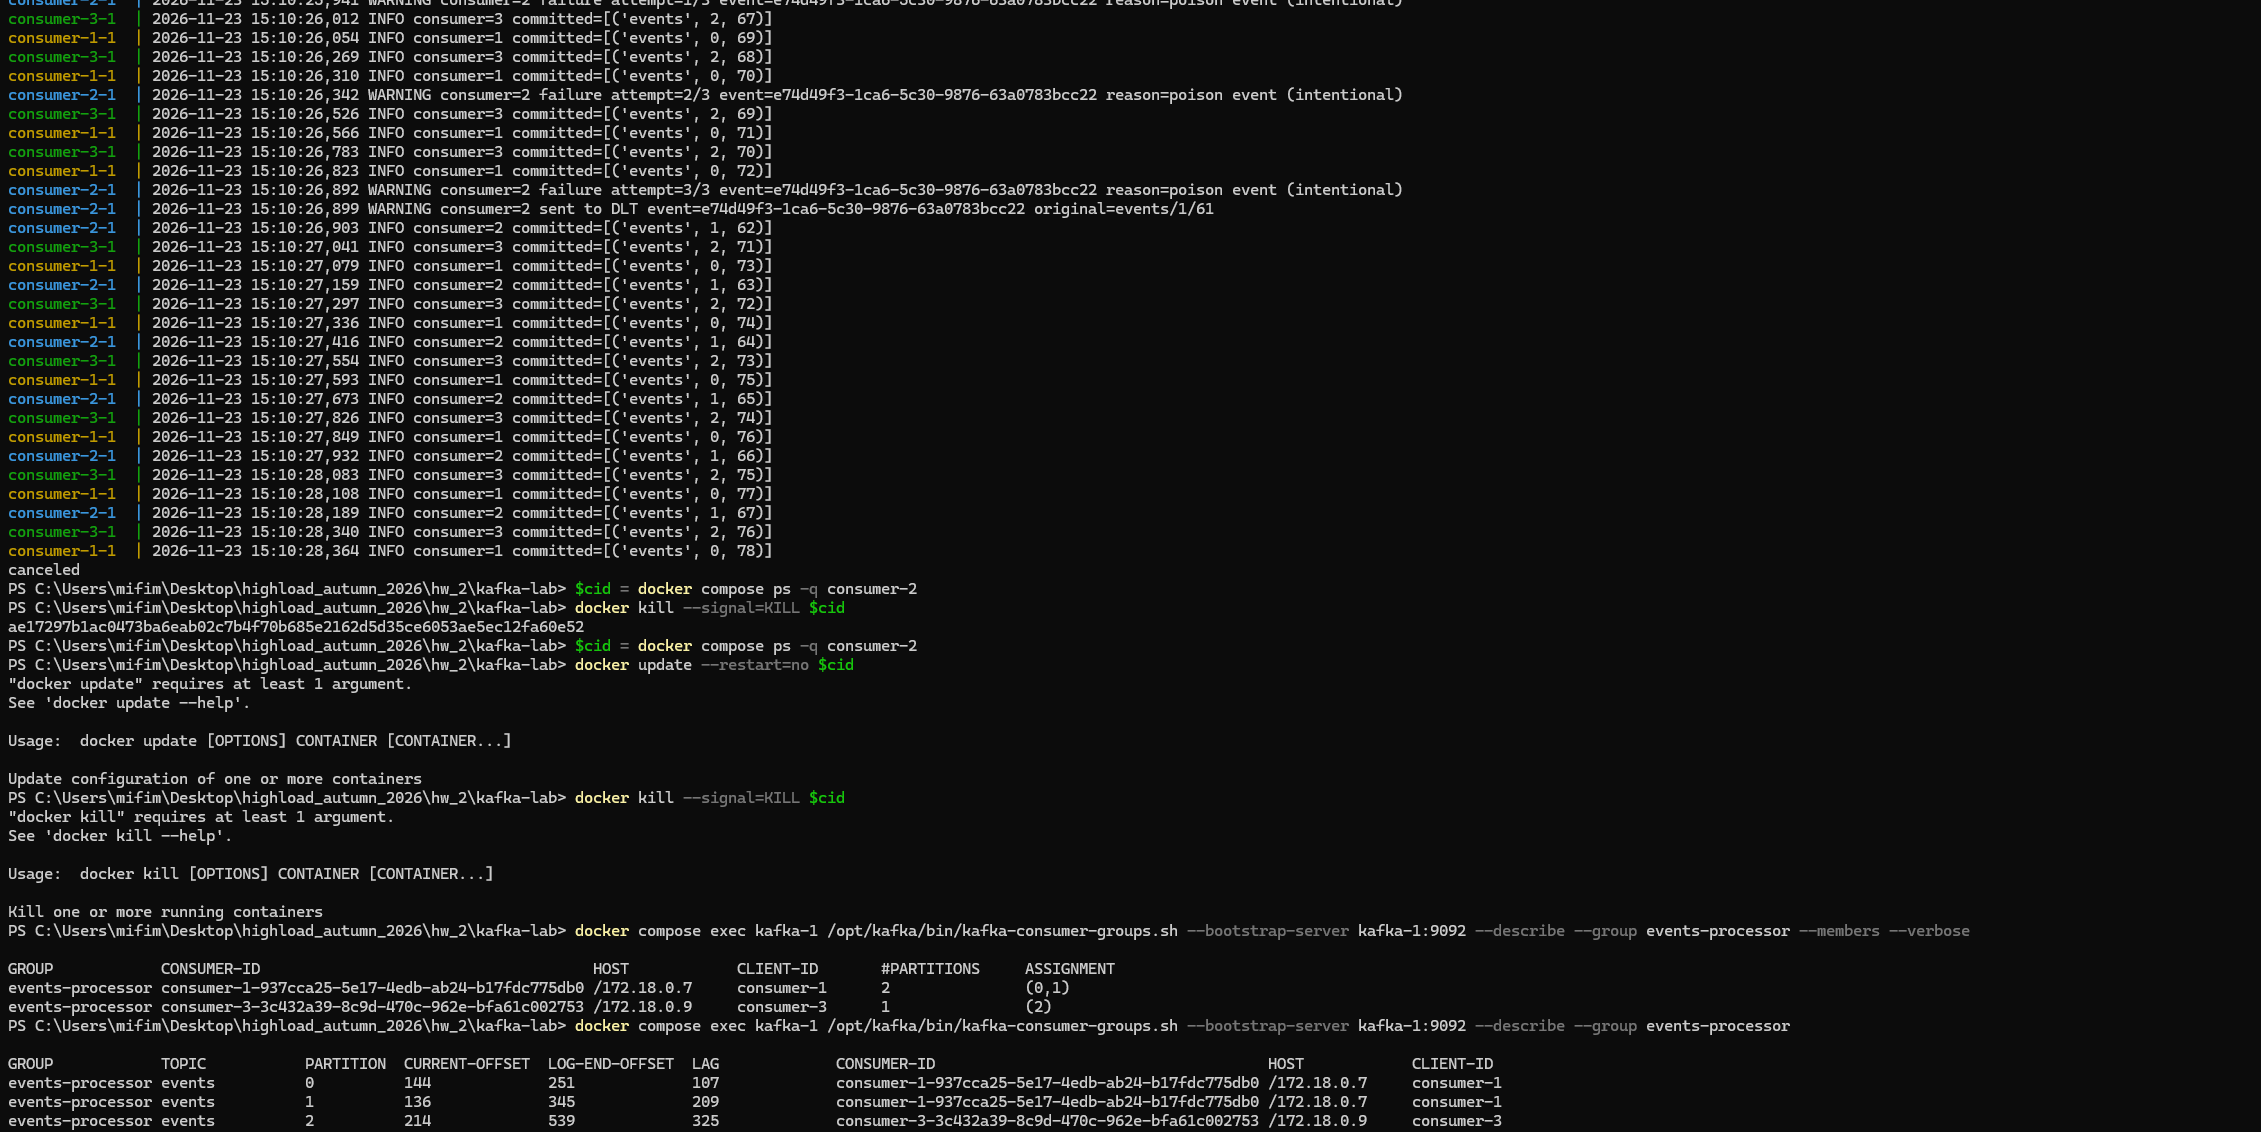 consumer-2-1  | 2026-11-23 15:10:25,941 WARNING consumer=2 failure attempt=1/3 event=e74d49f3-1ca6-5c30-9876-63a0783bcc22 reason=poison event (intentional)
consumer-3-1  | 2026-11-23 15:10:26,012 INFO consumer=3 committed=[('events', 2, 67)]
consumer-1-1  | 2026-11-23 15:10:26,054 INFO consumer=1 committed=[('events', 0, 69)]
consumer-3-1  | 2026-11-23 15:10:26,269 INFO consumer=3 committed=[('events', 2, 68)]
consumer-1-1  | 2026-11-23 15:10:26,310 INFO consumer=1 committed=[('events', 0, 70)]
consumer-2-1  | 2026-11-23 15:10:26,342 WARNING consumer=2 failure attempt=2/3 event=e74d49f3-1ca6-5c30-9876-63a0783bcc22 reason=poison event (intentional)
consumer-3-1  | 2026-11-23 15:10:26,526 INFO consumer=3 committed=[('events', 2, 69)]
consumer-1-1  | 2026-11-23 15:10:26,566 INFO consumer=1 committed=[('events', 0, 71)]
consumer-3-1  | 2026-11-23 15:10:26,783 INFO consumer=3 committed=[('events', 2, 70)]
consumer-1-1  | 2026-11-23 15:10:26,823 INFO consumer=1 committed=[('events', 0, 72)]
consumer-2-1  | 2026-11-23 15:10:26,892 WARNING consumer=2 failure attempt=3/3 event=e74d49f3-1ca6-5c30-9876-63a0783bcc22 reason=poison event (intentional)
consumer-2-1  | 2026-11-23 15:10:26,899 WARNING consumer=2 sent to DLT event=e74d49f3-1ca6-5c30-9876-63a0783bcc22 original=events/1/61
consumer-2-1  | 2026-11-23 15:10:26,903 INFO consumer=2 committed=[('events', 1, 62)]
consumer-3-1  | 2026-11-23 15:10:27,041 INFO consumer=3 committed=[('events', 2, 71)]
consumer-1-1  | 2026-11-23 15:10:27,079 INFO consumer=1 committed=[('events', 0, 73)]
consumer-2-1  | 2026-11-23 15:10:27,159 INFO consumer=2 committed=[('events', 1, 63)]
consumer-3-1  | 2026-11-23 15:10:27,297 INFO consumer=3 committed=[('events', 2, 72)]
consumer-1-1  | 2026-11-23 15:10:27,336 INFO consumer=1 committed=[('events', 0, 74)]
consumer-2-1  | 2026-11-23 15:10:27,416 INFO consumer=2 committed=[('events', 1, 64)]
consumer-3-1  | 2026-11-23 15:10:27,554 INFO consumer=3 committed=[('events', 2, 73)]
consumer-1-1  | 2026-11-23 15:10:27,593 INFO consumer=1 committed=[('events', 0, 75)]
consumer-2-1  | 2026-11-23 15:10:27,673 INFO consumer=2 committed=[('events', 1, 65)]
consumer-3-1  | 2026-11-23 15:10:27,826 INFO consumer=3 committed=[('events', 2, 74)]
consumer-1-1  | 2026-11-23 15:10:27,849 INFO consumer=1 committed=[('events', 0, 76)]
consumer-2-1  | 2026-11-23 15:10:27,932 INFO consumer=2 committed=[('events', 1, 66)]
consumer-3-1  | 2026-11-23 15:10:28,083 INFO consumer=3 committed=[('events', 2, 75)]
consumer-1-1  | 2026-11-23 15:10:28,108 INFO consumer=1 committed=[('events', 0, 77)]
consumer-2-1  | 2026-11-23 15:10:28,189 INFO consumer=2 committed=[('events', 1, 67)]
consumer-3-1  | 2026-11-23 15:10:28,340 INFO consumer=3 committed=[('events', 2, 76)]
consumer-1-1  | 2026-11-23 15:10:28,364 INFO consumer=1 committed=[('events', 0, 78)]
canceled
PS C:\Users\mifim\Desktop\highload_autumn_2026\hw_2\kafka-lab> $cid = docker compose ps -q consumer-2
PS C:\Users\mifim\Desktop\highload_autumn_2026\hw_2\kafka-lab> docker kill --signal=KILL $cid
ae17297b1ac0473ba6eab02c7b4f70b685e2162d5d35ce6053ae5ec12fa60e52
PS C:\Users\mifim\Desktop\highload_autumn_2026\hw_2\kafka-lab> $cid = docker compose ps -q consumer-2
PS C:\Users\mifim\Desktop\highload_autumn_2026\hw_2\kafka-lab> docker update --restart=no $cid
"docker update" requires at least 1 argument.
See 'docker update --help'.

Usage:  docker update [OPTIONS] CONTAINER [CONTAINER...]

Update configuration of one or more containers
PS C:\Users\mifim\Desktop\highload_autumn_2026\hw_2\kafka-lab> docker kill --signal=KILL $cid
"docker kill" requires at least 1 argument.
See 'docker kill --help'.

Usage:  docker kill [OPTIONS] CONTAINER [CONTAINER...]

Kill one or more running containers
PS C:\Users\mifim\Desktop\highload_autumn_2026\hw_2\kafka-lab> docker compose exec kafka-1 /opt/kafka/bin/kafka-consumer-groups.sh --bootstrap-server kafka-1:9092 --describe --group events-processor --members --verbose

GROUP            CONSUMER-ID                                     HOST            CLIENT-ID       #PARTITIONS     ASSIGNMENT
events-processor consumer-1-937cca25-5e17-4edb-ab24-b17fdc775db0 /172.18.0.7     consumer-1      2               (0,1)
events-processor consumer-3-3c432a39-8c9d-470c-962e-bfa61c002753 /172.18.0.9     consumer-3      1               (2)
PS C:\Users\mifim\Desktop\highload_autumn_2026\hw_2\kafka-lab> docker compose exec kafka-1 /opt/kafka/bin/kafka-consumer-groups.sh --bootstrap-server kafka-1:9092 --describe --group events-processor

GROUP            TOPIC           PARTITION  CURRENT-OFFSET  LOG-END-OFFSET  LAG             CONSUMER-ID                                     HOST            CLIENT-ID
events-processor events          0          144             251             107             consumer-1-937cca25-5e17-4edb-ab24-b17fdc775db0 /172.18.0.7     consumer-1
events-processor events          1          136             345             209             consumer-1-937cca25-5e17-4edb-ab24-b17fdc775db0 /172.18.0.7     consumer-1
events-processor events          2          214             539             325             consumer-3-3c432a39-8c9d-470c-962e-bfa61c002753 /172.18.0.9     consumer-3